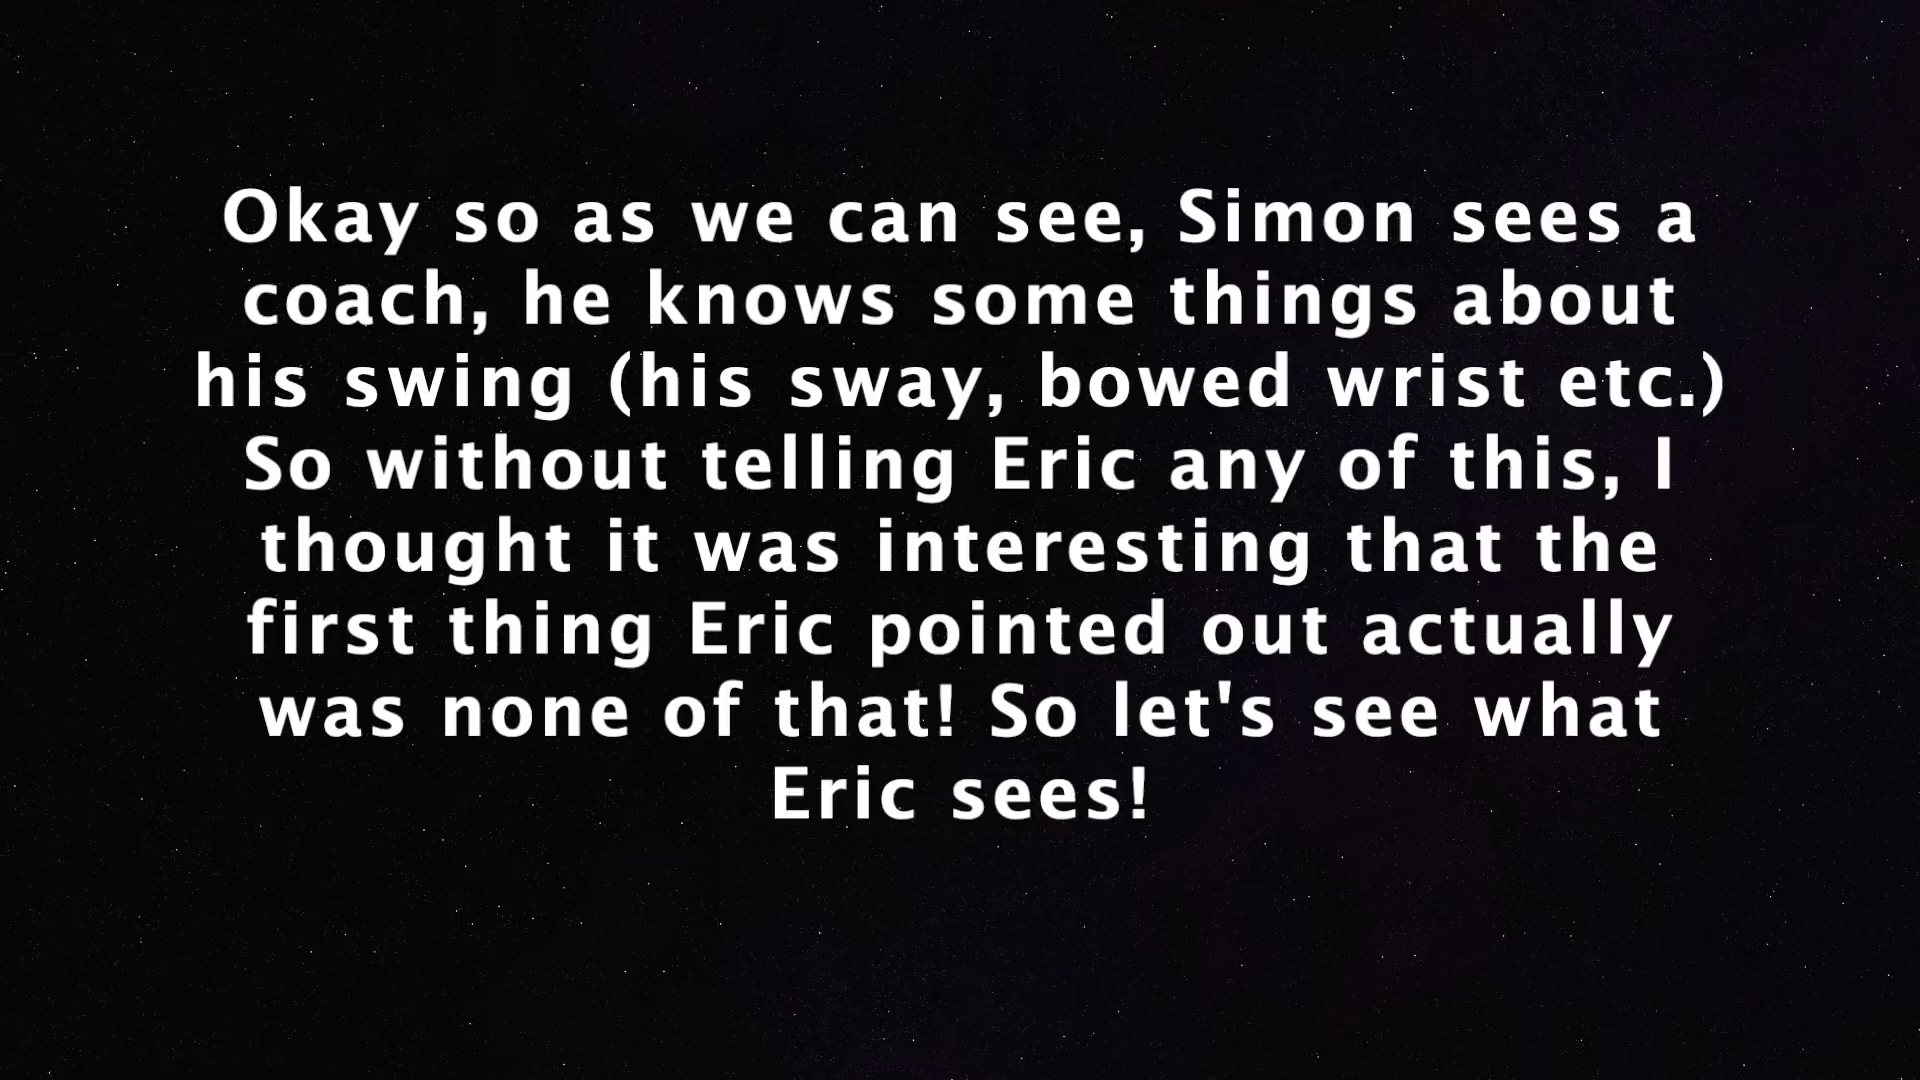 Okay so as we can see, Simon sees a
coach, he knows some things about
his swing (his sway, bowed wrist etc.)
So without telling Eric any of this, I
thought it was interesting that the
first thing Eric pointed out actually
was none of that! So let's see what
Eric sees!